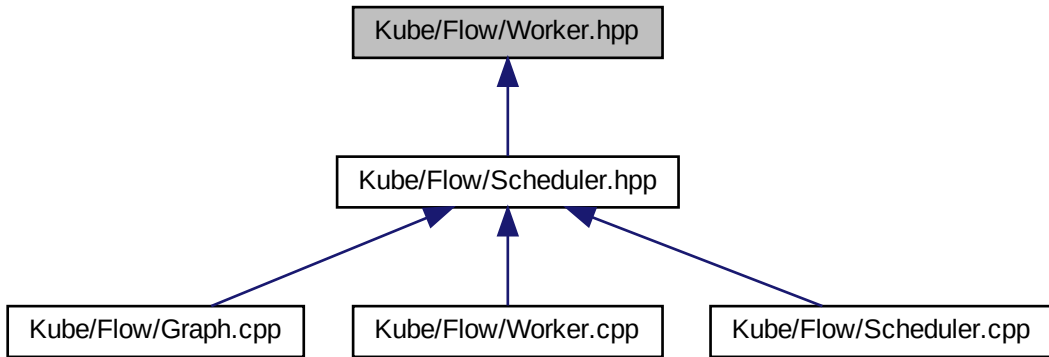 Kube/Flow/Worker.hpp
Kube/Flow/Scheduler.hpp
Kube/Flow/Graph.cpp
Kube/Flow/Worker.cpp
Kube/Flow/Scheduler.cpp